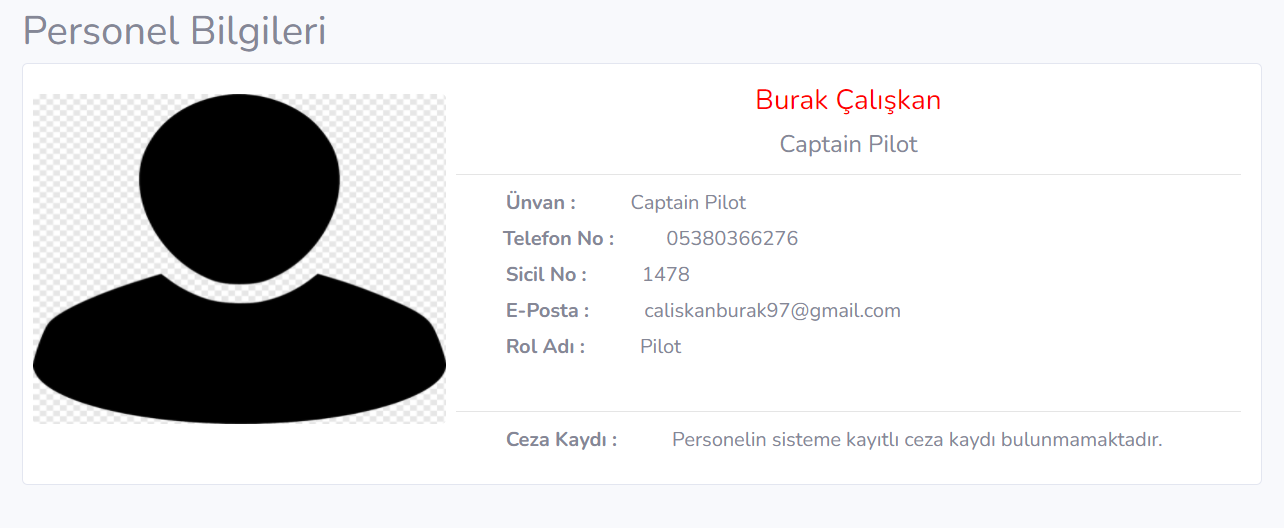 Personel Bilgileri
Burak Çalışkan
Captain Pilot
Ünvan : Captain Pilot
Telefon No : 05380366276
Sicil No : 1478
E-Posta : caliskanburak97@gmail.com
Rol Adı : Pilot
Ceza Kaydı : Personelin sisteme kayıtlı ceza kaydı bulunmamaktadır.